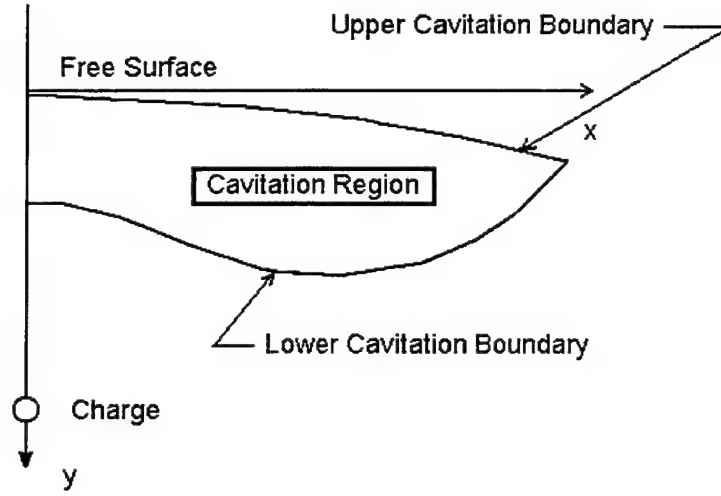 Upper Cavitation Boundary
Free Surface
x
Cavitation Region
Lower Cavitation Boundary
Charge
y